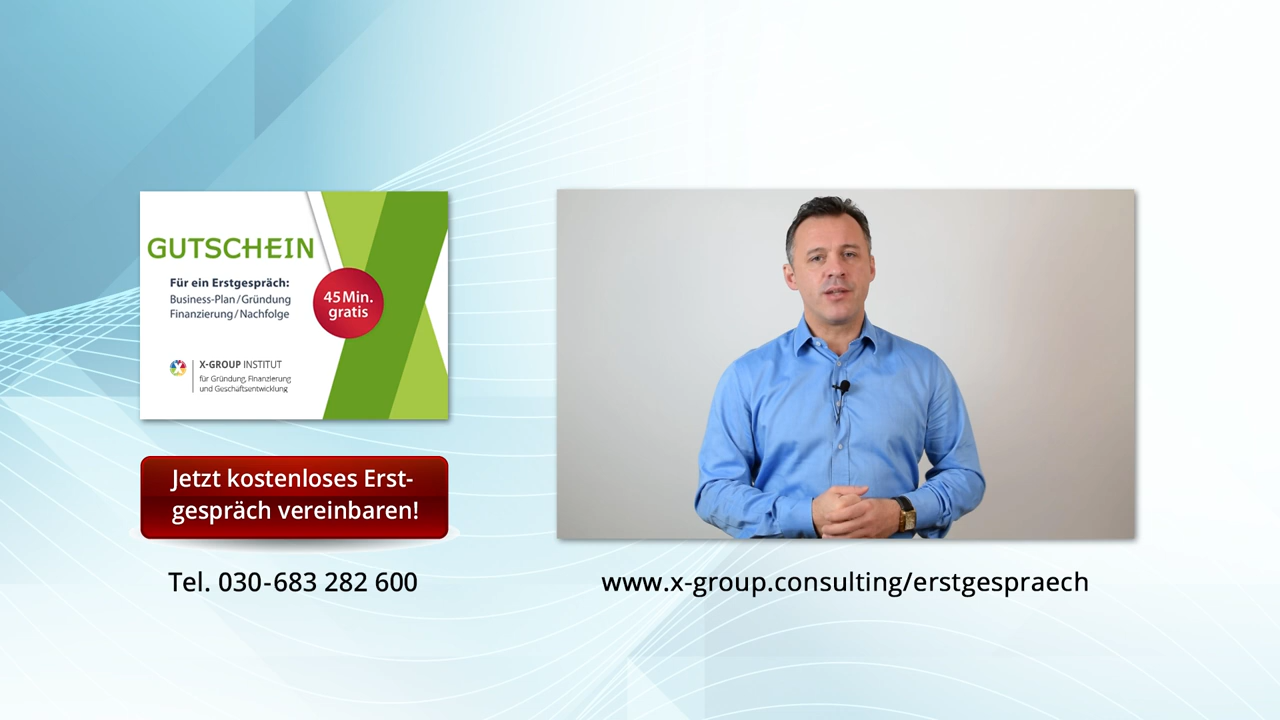 GUTSCHEIN
Für ein Erstgespräch:
Business-Plan/Gründung
Finanzierung/Nachfolge
45 Min.
gratis
X-GROUP INSTITUT
für Gründung, Finanzierung
und Geschäftsentwicklung
Jetzt kostenloses Erst-
gespräch vereinbaren!
Tel. 030-683 282 600
www.x-group.consulting/erstgespraech